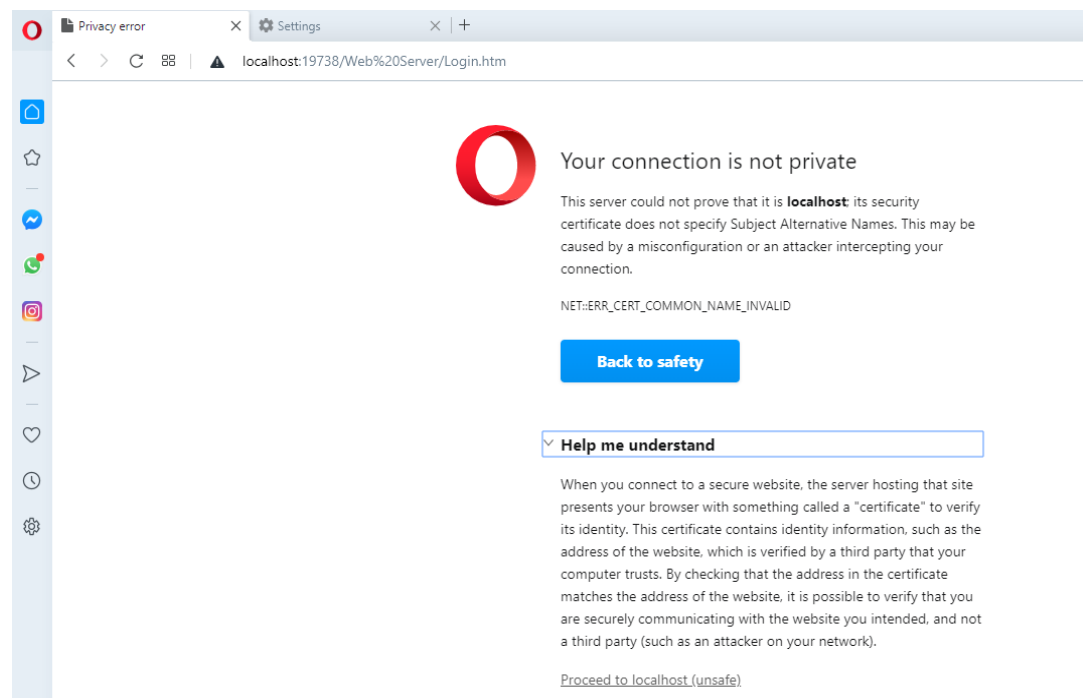 Privacy error
Settings
localhost:19738/Web%20Server/Login.htm
Your connection is not private
This server could not prove that it is localhost; its security
certificate does not specify Subject Alternative Names. This may be
caused by a misconfiguration or an attacker intercepting your
connection.
NET::ERR_CERT_COMMON_NAME_INVALID
Back to safety
Help me understand
When you connect to a secure website, the server hosting that site
presents your browser with something called a "certificate" to verify
its identity. This certificate contains identity information, such as the
address of the website, which is verified by a third party that your
computer trusts. By checking that the address in the certificate
matches the address of the website, it is possible to verify that you
are securely communicating with the website you intended, and not
a third party (such as an attacker on your network).
Proceed to localhost (unsafe)